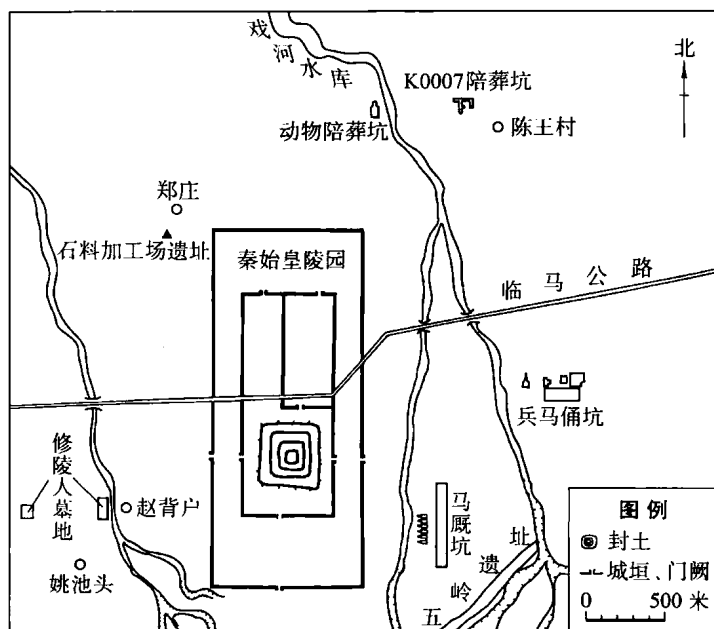 戏河水库
北
K0007陪葬坑
动物陪葬坑
陈王村
郑庄
石料加工场遗址
秦始皇陵园
临马公路
兵马俑坑
修陵人墓地
赵背户
马厩坑
姚池头
五岭遗址
图例
封土
城垣、门阙
0 500米